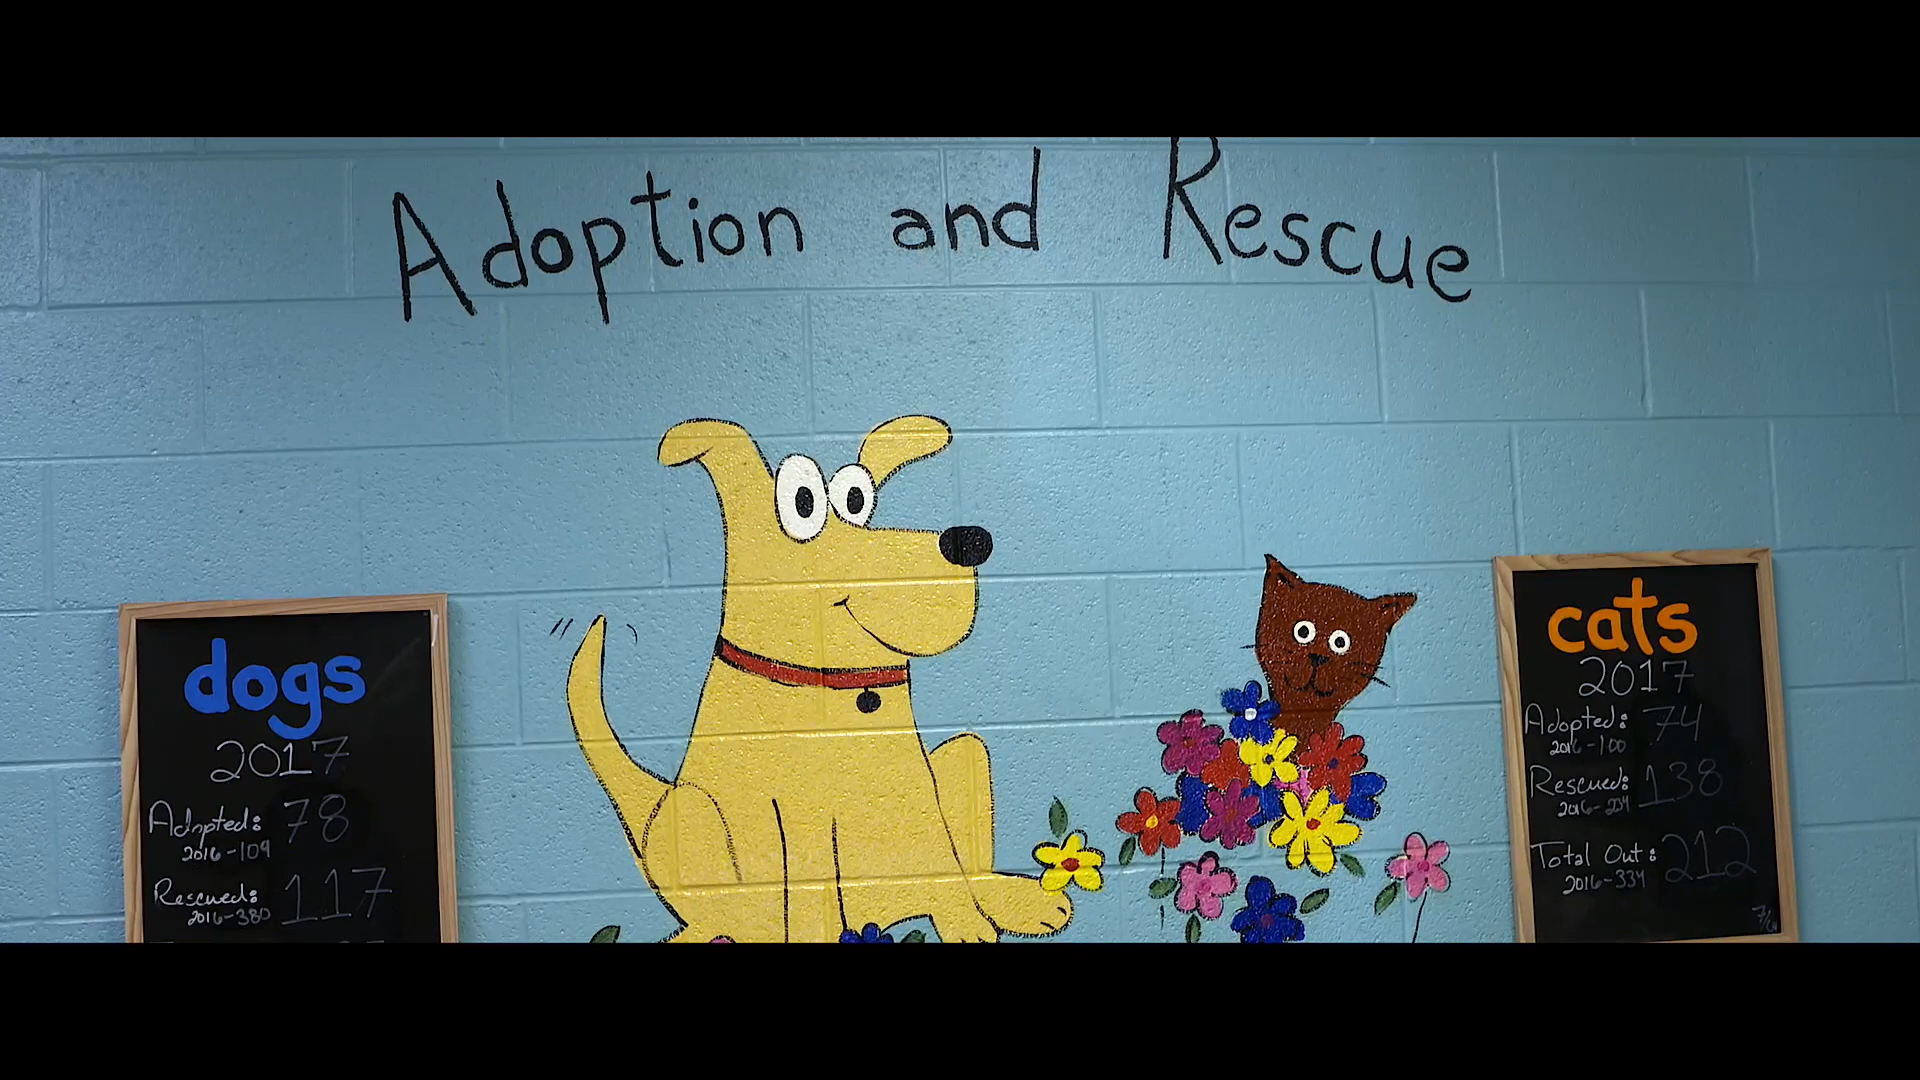 Adoption and Rescue
dogs
2017
Adopted: 78
2016-109
Rescued: 117
2016-380
cats
2017
Adopted: 74
2016-100
Rescued: 138
2016-234
Total Out: 212
2016-334